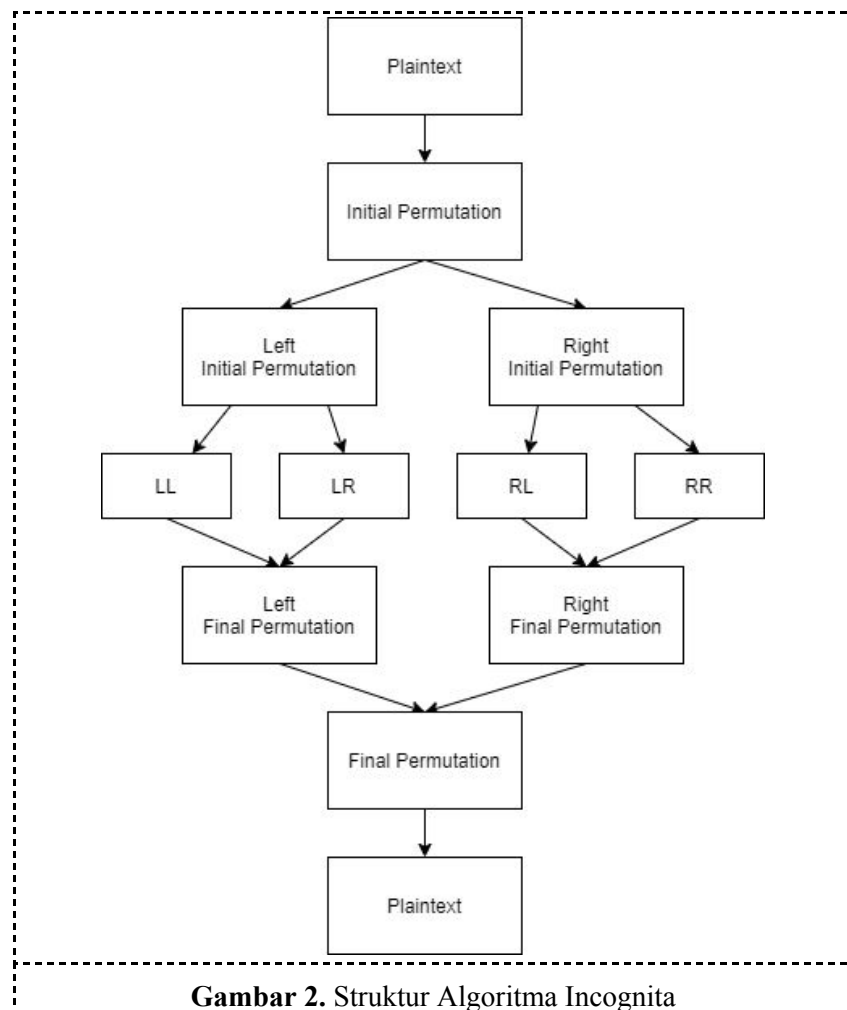 Plaintext
Initial Permutation
Left
Initial Permutation
Right
Initial Permutation
LL
LR
RL
RR
Left
Final Permutation
Right
Final Permutation
Final Permutation
Plaintext
Gambar 2. Struktur Algoritma Incognita